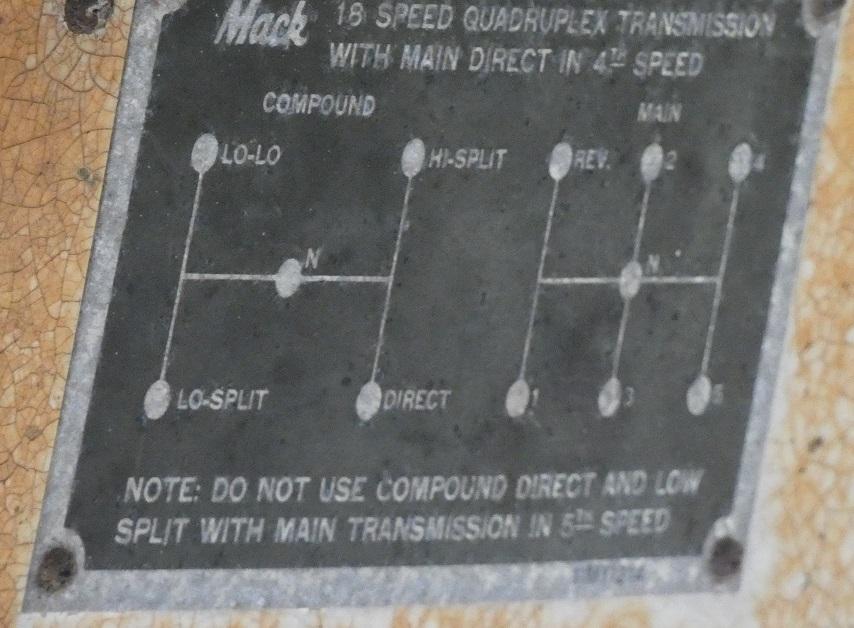 Mack 18 SPEED QUADRUPLEX TRANSMISSION
WITH MAIN DIRECT IN 4TH SPEED
COMPOUND MAIN
LO-LO HI-SPLIT REV. 2 4
N N
LO-SPLIT DIRECT 1 3 5
NOTE: DO NOT USE COMPOUND DIRECT AND LOW
SPLIT WITH MAIN TRANSMISSION IN 5TH SPEED